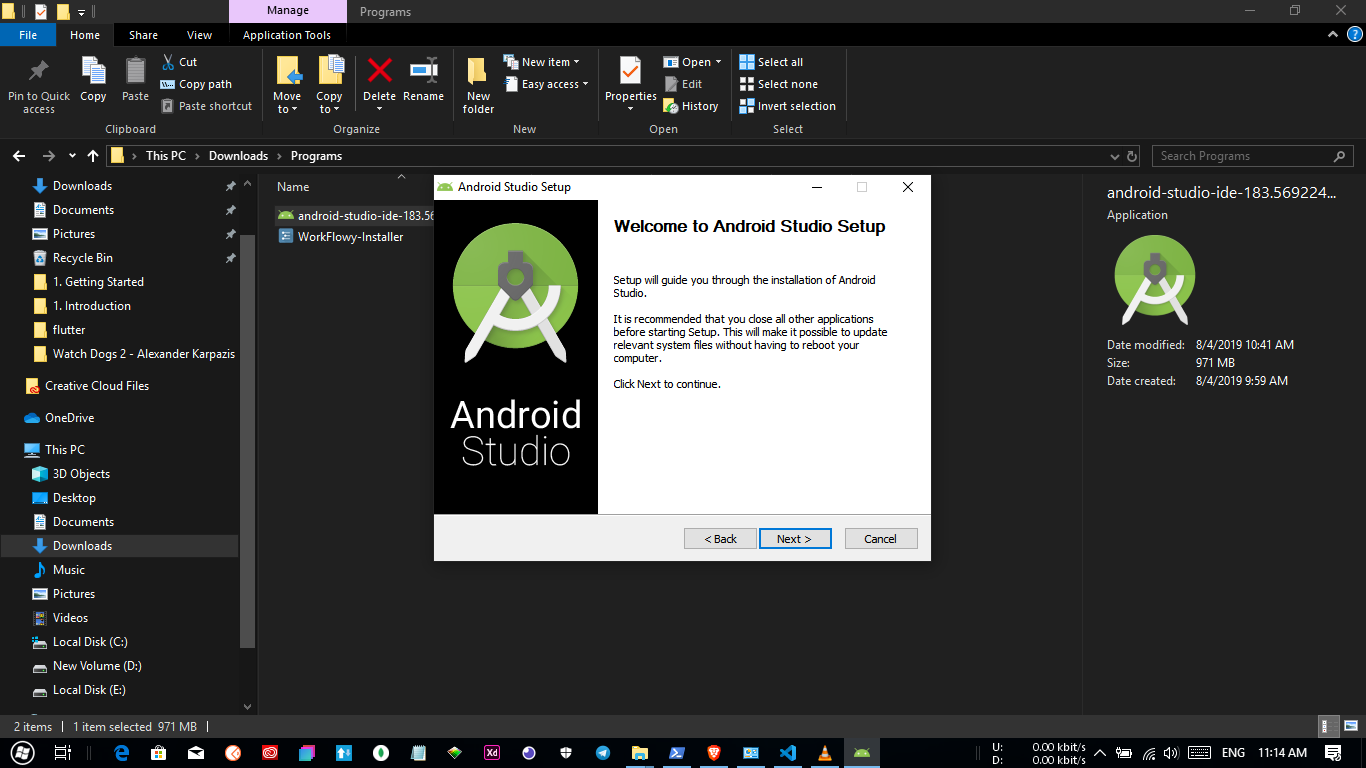 Manage
Programs
File
Home
Share
View
Application Tools
Pin to Quick access
Copy
Paste
Cut
Copy path
Paste shortcut
Clipboard
Move to
Copy to
Delete
Rename
Organize
New folder
New item
Easy access
New
Properties
Open
Edit
History
Open
Select all
Select none
Invert selection
Select
This PC > Downloads > Programs
Search Programs
Downloads
Documents
Pictures
Recycle Bin
1. Getting Started
1. Introduction
flutter
Watch Dogs 2 - Alexander Karpazis
Creative Cloud Files
OneDrive
This PC
3D Objects
Desktop
Documents
Downloads
Music
Pictures
Videos
Local Disk (C:)
New Volume (D:)
Local Disk (E:)
Name
android-studio-ide-183.56
WorkFlowy-Installer
Android Studio Setup
Android
Studio
Welcome to Android Studio Setup
Setup will guide you through the installation of Android
Studio.
It is recommended that you close all other applications
before starting Setup. This will make it possible to update
relevant system files without having to reboot your
computer.
Click Next to continue.
< Back
Next >
Cancel
android-studio-ide-183.569224...
Application
Date modified: 8/4/2019 10:41 AM
Size: 971 MB
Date created: 8/4/2019 9:59 AM
2 items
1 item selected 971 MB
Xd
U: 0.00 kbit/s
D: 0.00 kbit/s
ENG
11:14 AM